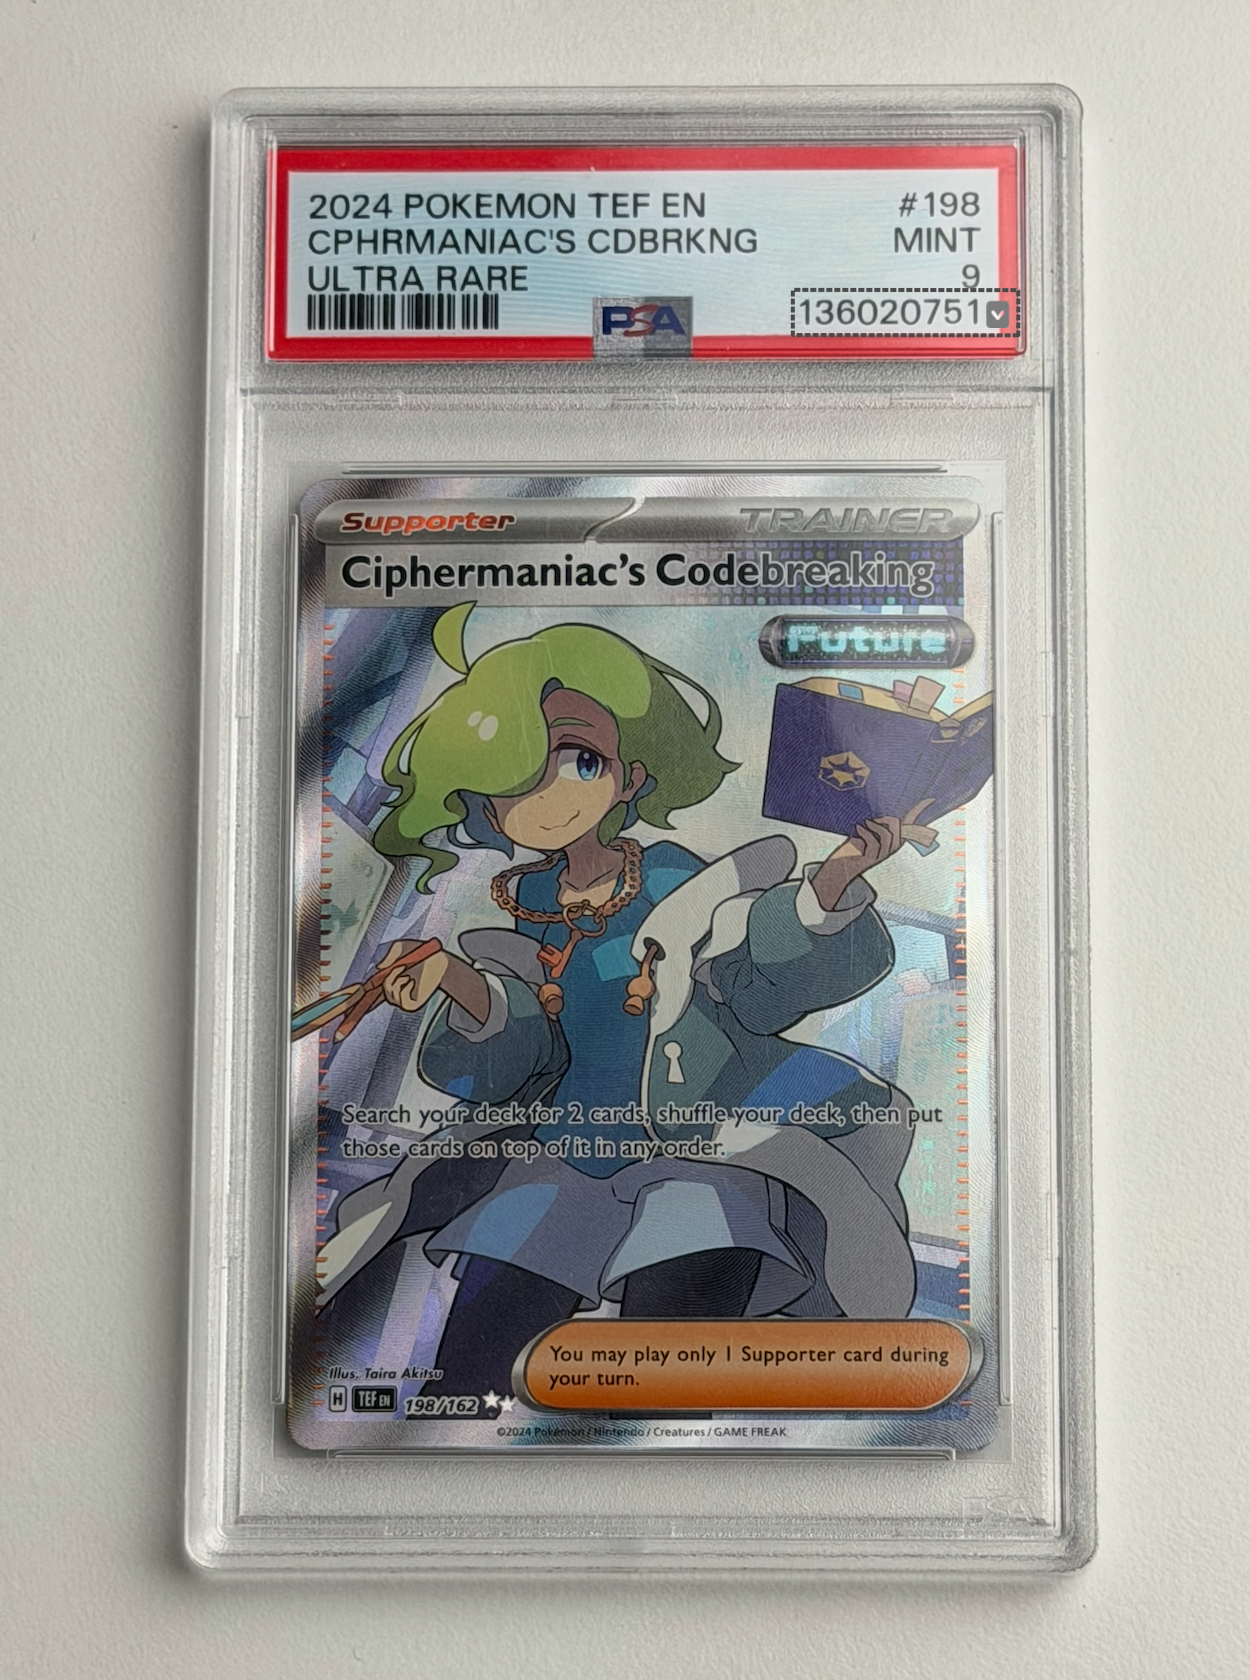 2024 POKEMON TEF EN #198
CPHRMANIAC'S CDBRKNG MINT
ULTRA RARE 9
PSA 136020751
Supporter TRAINER
Ciphermaniac's Codebreaking
Future
Search your deck for 2 cards, shuffle your deck, then put
those cards on top of it in any order.
You may play only 1 Supporter card during
your turn.
Illus. Taira Akitsu
H TEF EN 198/162
©2024 Pokémon / Nintendo / Creatures / GAME FREAK
PSA